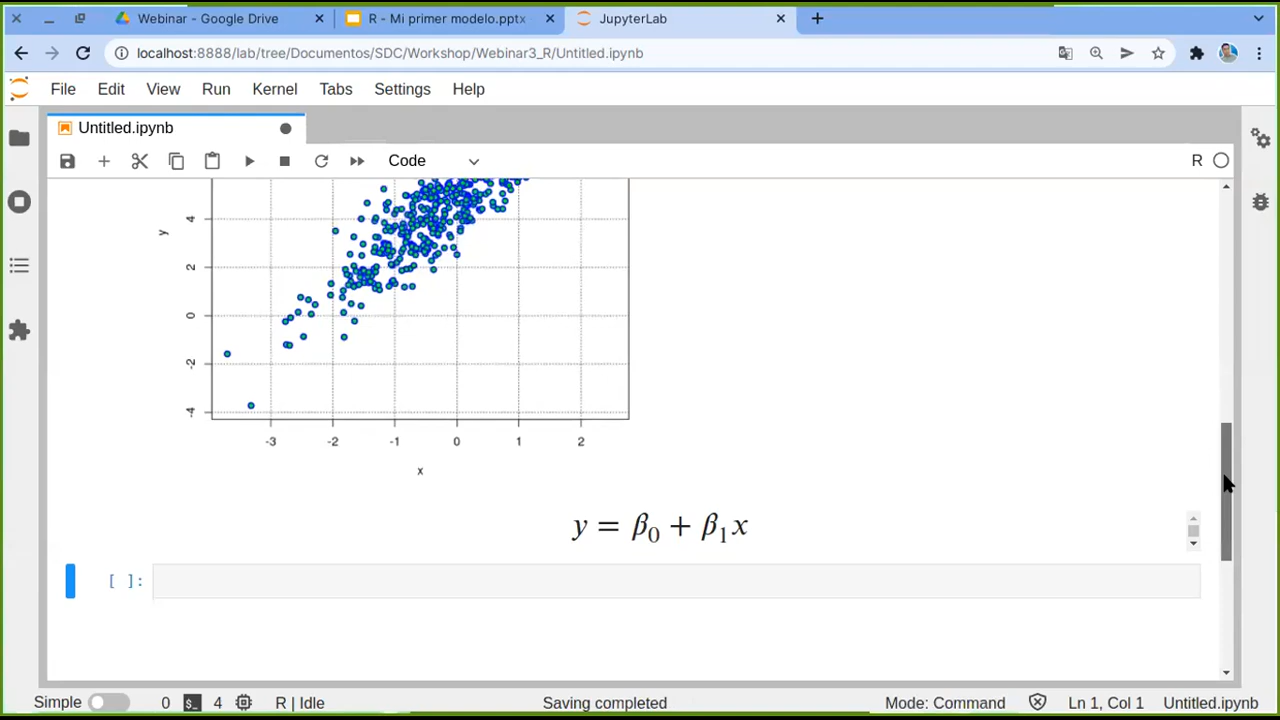 Webinar - Google Drive
R - Mi primer modelo.pptx
JupyterLab
localhost:8888/lab/tree/Documentos/SDC/Workshop/Webinar3_R/Untitled.ipynb
File Edit View Run Kernel Tabs Settings Help
Untitled.ipynb
Code
R
4
y
2
0
-2
-4
-3 -2 -1 0 1 2
x
y = β₀ + β₁x
[ ]:
Simple 0 $_ 4 R | Idle Saving completed Mode: Command Ln 1, Col 1 Untitled.ipynb